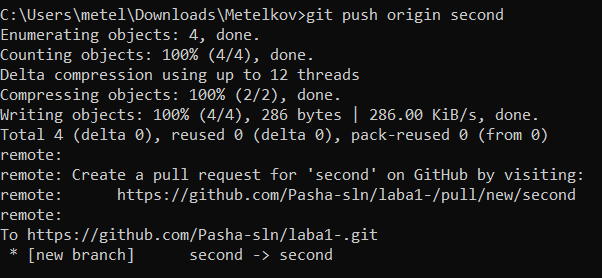 C:\Users\metel\Downloads\Metelkov>git push origin second
Enumerating objects: 4, done.
Counting objects: 100% (4/4), done.
Delta compression using up to 12 threads
Compressing objects: 100% (2/2), done.
Writing objects: 100% (4/4), 286 bytes | 286.00 KiB/s, done.
Total 4 (delta 0), reused 0 (delta 0), pack-reused 0 (from 0)
remote:
remote: Create a pull request for 'second' on GitHub by visiting:
remote:      https://github.com/Pasha-sln/laba1-/pull/new/second
remote:
To https://github.com/Pasha-sln/laba1-.git
 * [new branch]      second -> second